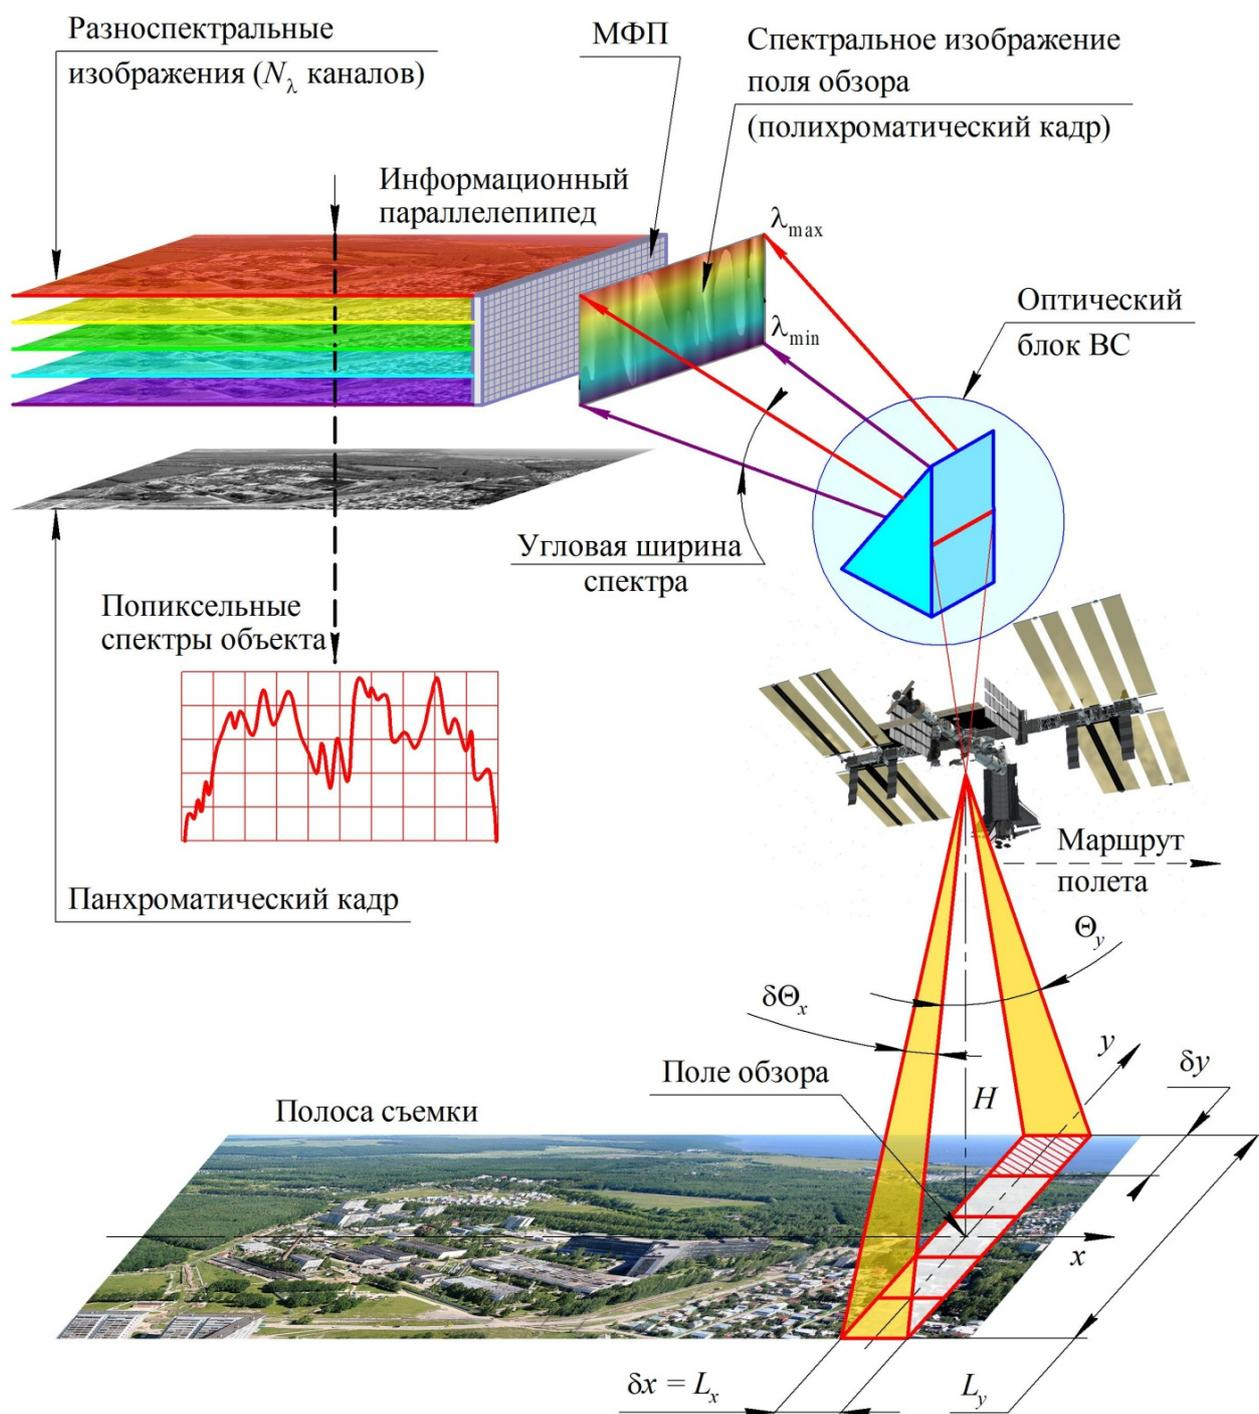 Разноспектральные
изображения (Nλ каналов)
МФП
Спектральное изображение
поля обзора
(полихроматический кадр)
Информационный
параллелепипед
λmax
λmin
Оптический
блок ВС
Угловая ширина
спектра
Попиксельные
спектры объекта
Панхроматический кадр
Маршрут
полета
Θy
δΘx
y
δy
Поле обзора
H
Полоса съемки
x
δx = Lx
Ly